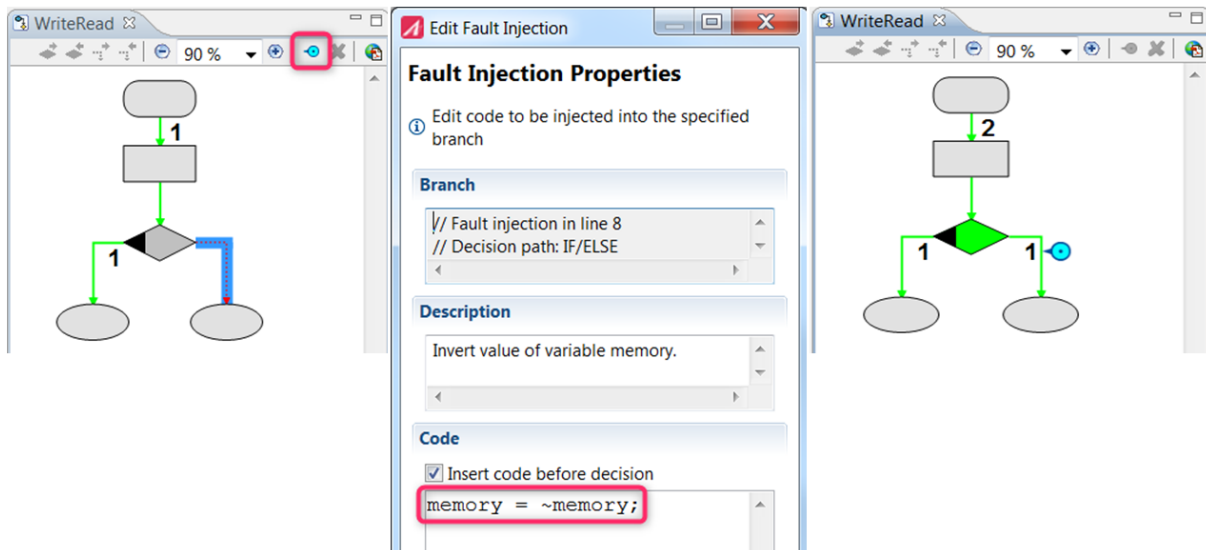 WriteRead
90 %
1
1
Edit Fault Injection
Fault Injection Properties
Edit code to be injected into the specified
branch
Branch
// Fault injection in line 8
// Decision path: IF/ELSE
Description
Invert value of variable memory.
Code
Insert code before decision
memory = ~memory;
WriteRead
90 %
2
1
1